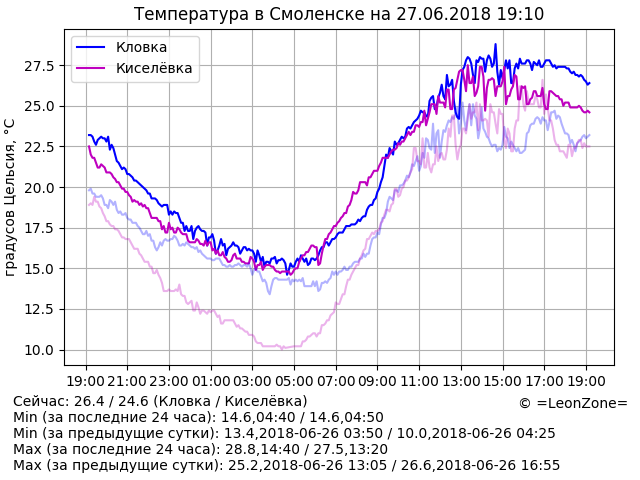 Температура в Смоленске на 27.06.2018 19:10
Кловка
Киселёвка
градусов Цельсия, °C
27.5
25.0
22.5
20.0
17.5
15.0
12.5
10.0
19:00 21:00 23:00 01:00 03:00 05:00 07:00 09:00 11:00 13:00 15:00 17:00 19:00
Сейчас: 26.4 / 24.6 (Кловка / Киселёвка)
© =LeonZone=
Min (за последние 24 часа): 14.6,04:40 / 14.6,04:50
Min (за предыдущие сутки): 13.4,2018-06-26 03:50 / 10.0,2018-06-26 04:25
Max (за последние 24 часа): 28.8,14:40 / 27.5,13:20
Max (за предыдущие сутки): 25.2,2018-06-26 13:05 / 26.6,2018-06-26 16:55